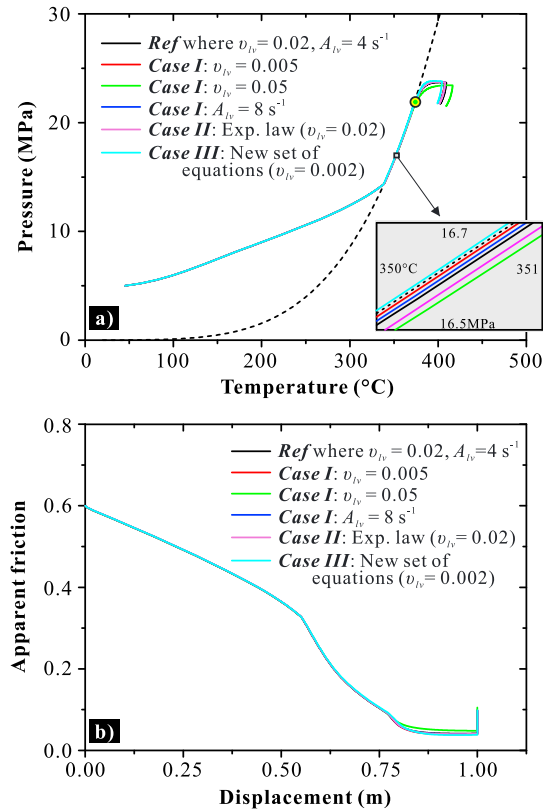 30
Ref where υlv = 0.02, Alv = 4 s-1
Case I: υlv = 0.005
Case I: υlv = 0.05
Case I: Alv = 8 s-1
Case II: Exp. law (υlv = 0.02)
Case III: New set of
equations (υlv = 0.002)
20
10
0
Pressure (MPa)
16.7
350°C
351
16.5MPa
a)
0 100 200 300 400 500
Temperature (°C)
0.8
Ref where υlv = 0.02, Alv=4 s-1
Case I: υlv = 0.005
Case I: υlv = 0.05
Case I: Alv = 8 s-1
Case II: Exp. law (υlv = 0.02)
Case III: New set of
equations (υlv = 0.002)
0.6
0.4
0.2
0.0
Apparent friction
b)
0.00 0.25 0.50 0.75 1.00
Displacement (m)